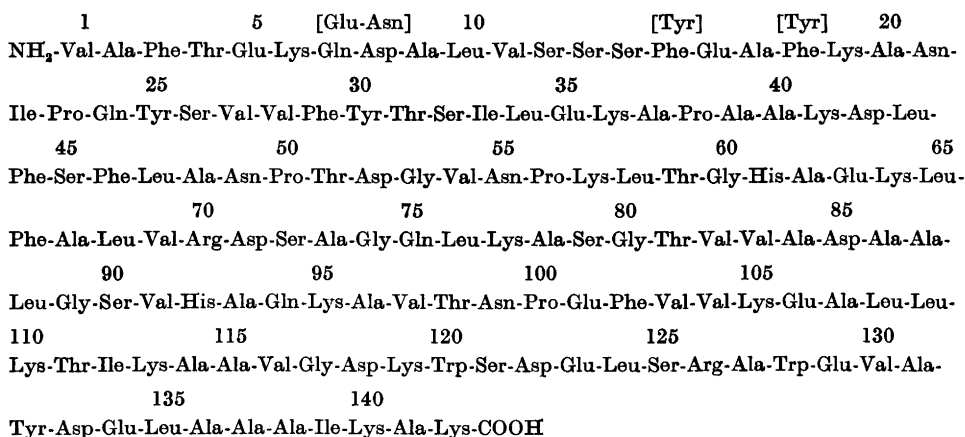 1 5 [Glu-Asn] 10 [Tyr] [Tyr] 20
NH₂-Val-Ala-Phe-Thr-Glu-Lys-Gln-Asp-Ala-Leu-Val-Ser-Ser-Ser-Phe-Glu-Ala-Phe-Lys-Ala-Asn-
25 30 35 40
Ile-Pro-Gln-Tyr-Ser-Val-Val-Phe-Tyr-Thr-Ser-Ile-Leu-Glu-Lys-Ala-Pro-Ala-Ala-Lys-Asp-Leu-
45 50 55 60 65
Phe-Ser-Phe-Leu-Ala-Asn-Pro-Thr-Asp-Gly-Val-Asn-Pro-Lys-Leu-Thr-Gly-His-Ala-Glu-Lys-Leu-
70 75 80 85
Phe-Ala-Leu-Val-Arg-Asp-Ser-Ala-Gly-Gln-Leu-Lys-Ala-Ser-Gly-Thr-Val-Val-Ala-Asp-Ala-Ala-
90 95 100 105
Leu-Gly-Ser-Val-His-Ala-Gln-Lys-Ala-Val-Thr-Asn-Pro-Glu-Phe-Val-Val-Lys-Glu-Ala-Leu-Leu-
110 115 120 125 130
Lys-Thr-Ile-Lys-Ala-Ala-Val-Gly-Asp-Lys-Trp-Ser-Asp-Glu-Leu-Ser-Arg-Ala-Trp-Glu-Val-Ala-
135 140
Tyr-Asp-Glu-Leu-Ala-Ala-Ala-Ile-Lys-Ala-Lys-COOH